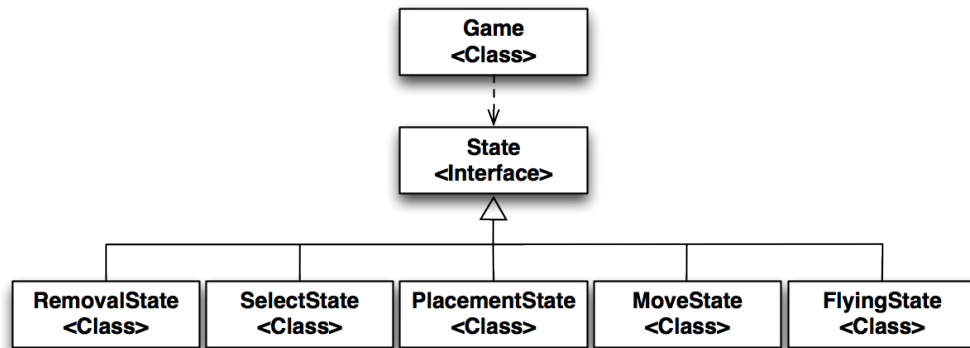 Game
<Class>
State
<Interface>
RemovalState
<Class>
SelectState
<Class>
PlacementState
<Class>
MoveState
<Class>
FlyingState
<Class>